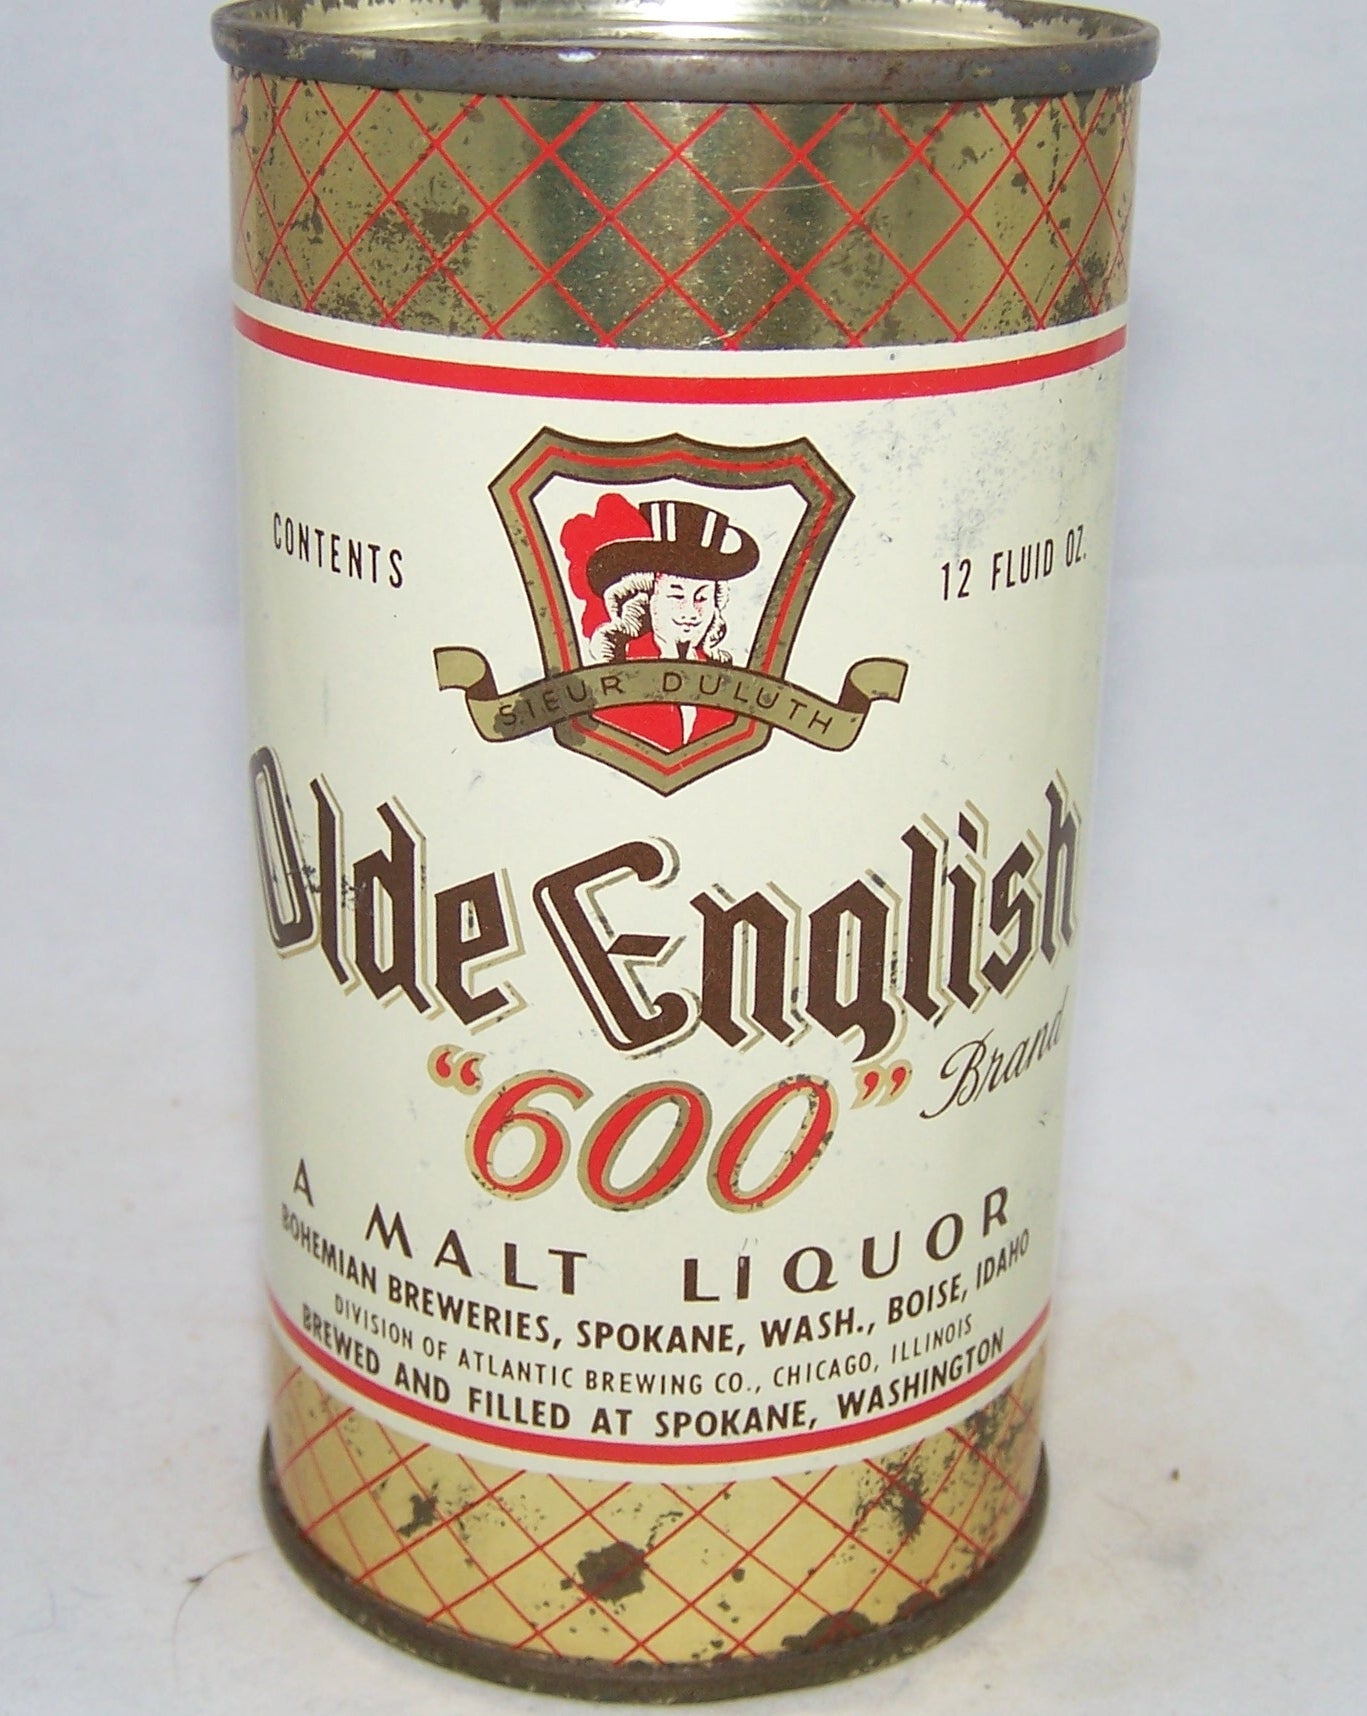 CONTENTS
12 FLUID OZ.
SIEUR DULUTH
Olde English
"600" Brand
A MALT LIQUOR
BOHEMIAN BREWERIES, SPOKANE, WASH., BOISE, IDAHO
DIVISION OF ATLANTIC BREWING CO., CHICAGO, ILLINOIS
BREWED AND FILLED AT SPOKANE, WASHINGTON